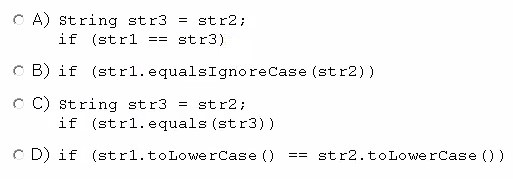 A) String str3 = str2;
if (str1 == str3)
B) if (str1.equalsIgnoreCase(str2))
C) String str3 = str2;
if (str1.equals(str3))
D) if (str1.toLowerCase() == str2.toLowerCase())